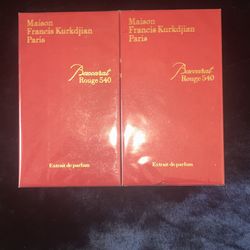 Maison
Francis Kurkdjian
Paris
Baccarat
Rouge 540
Extrait de parfum
Maison
Francis Kurkdjian
Paris
Baccarat
Rouge 540
Extrait de parfum